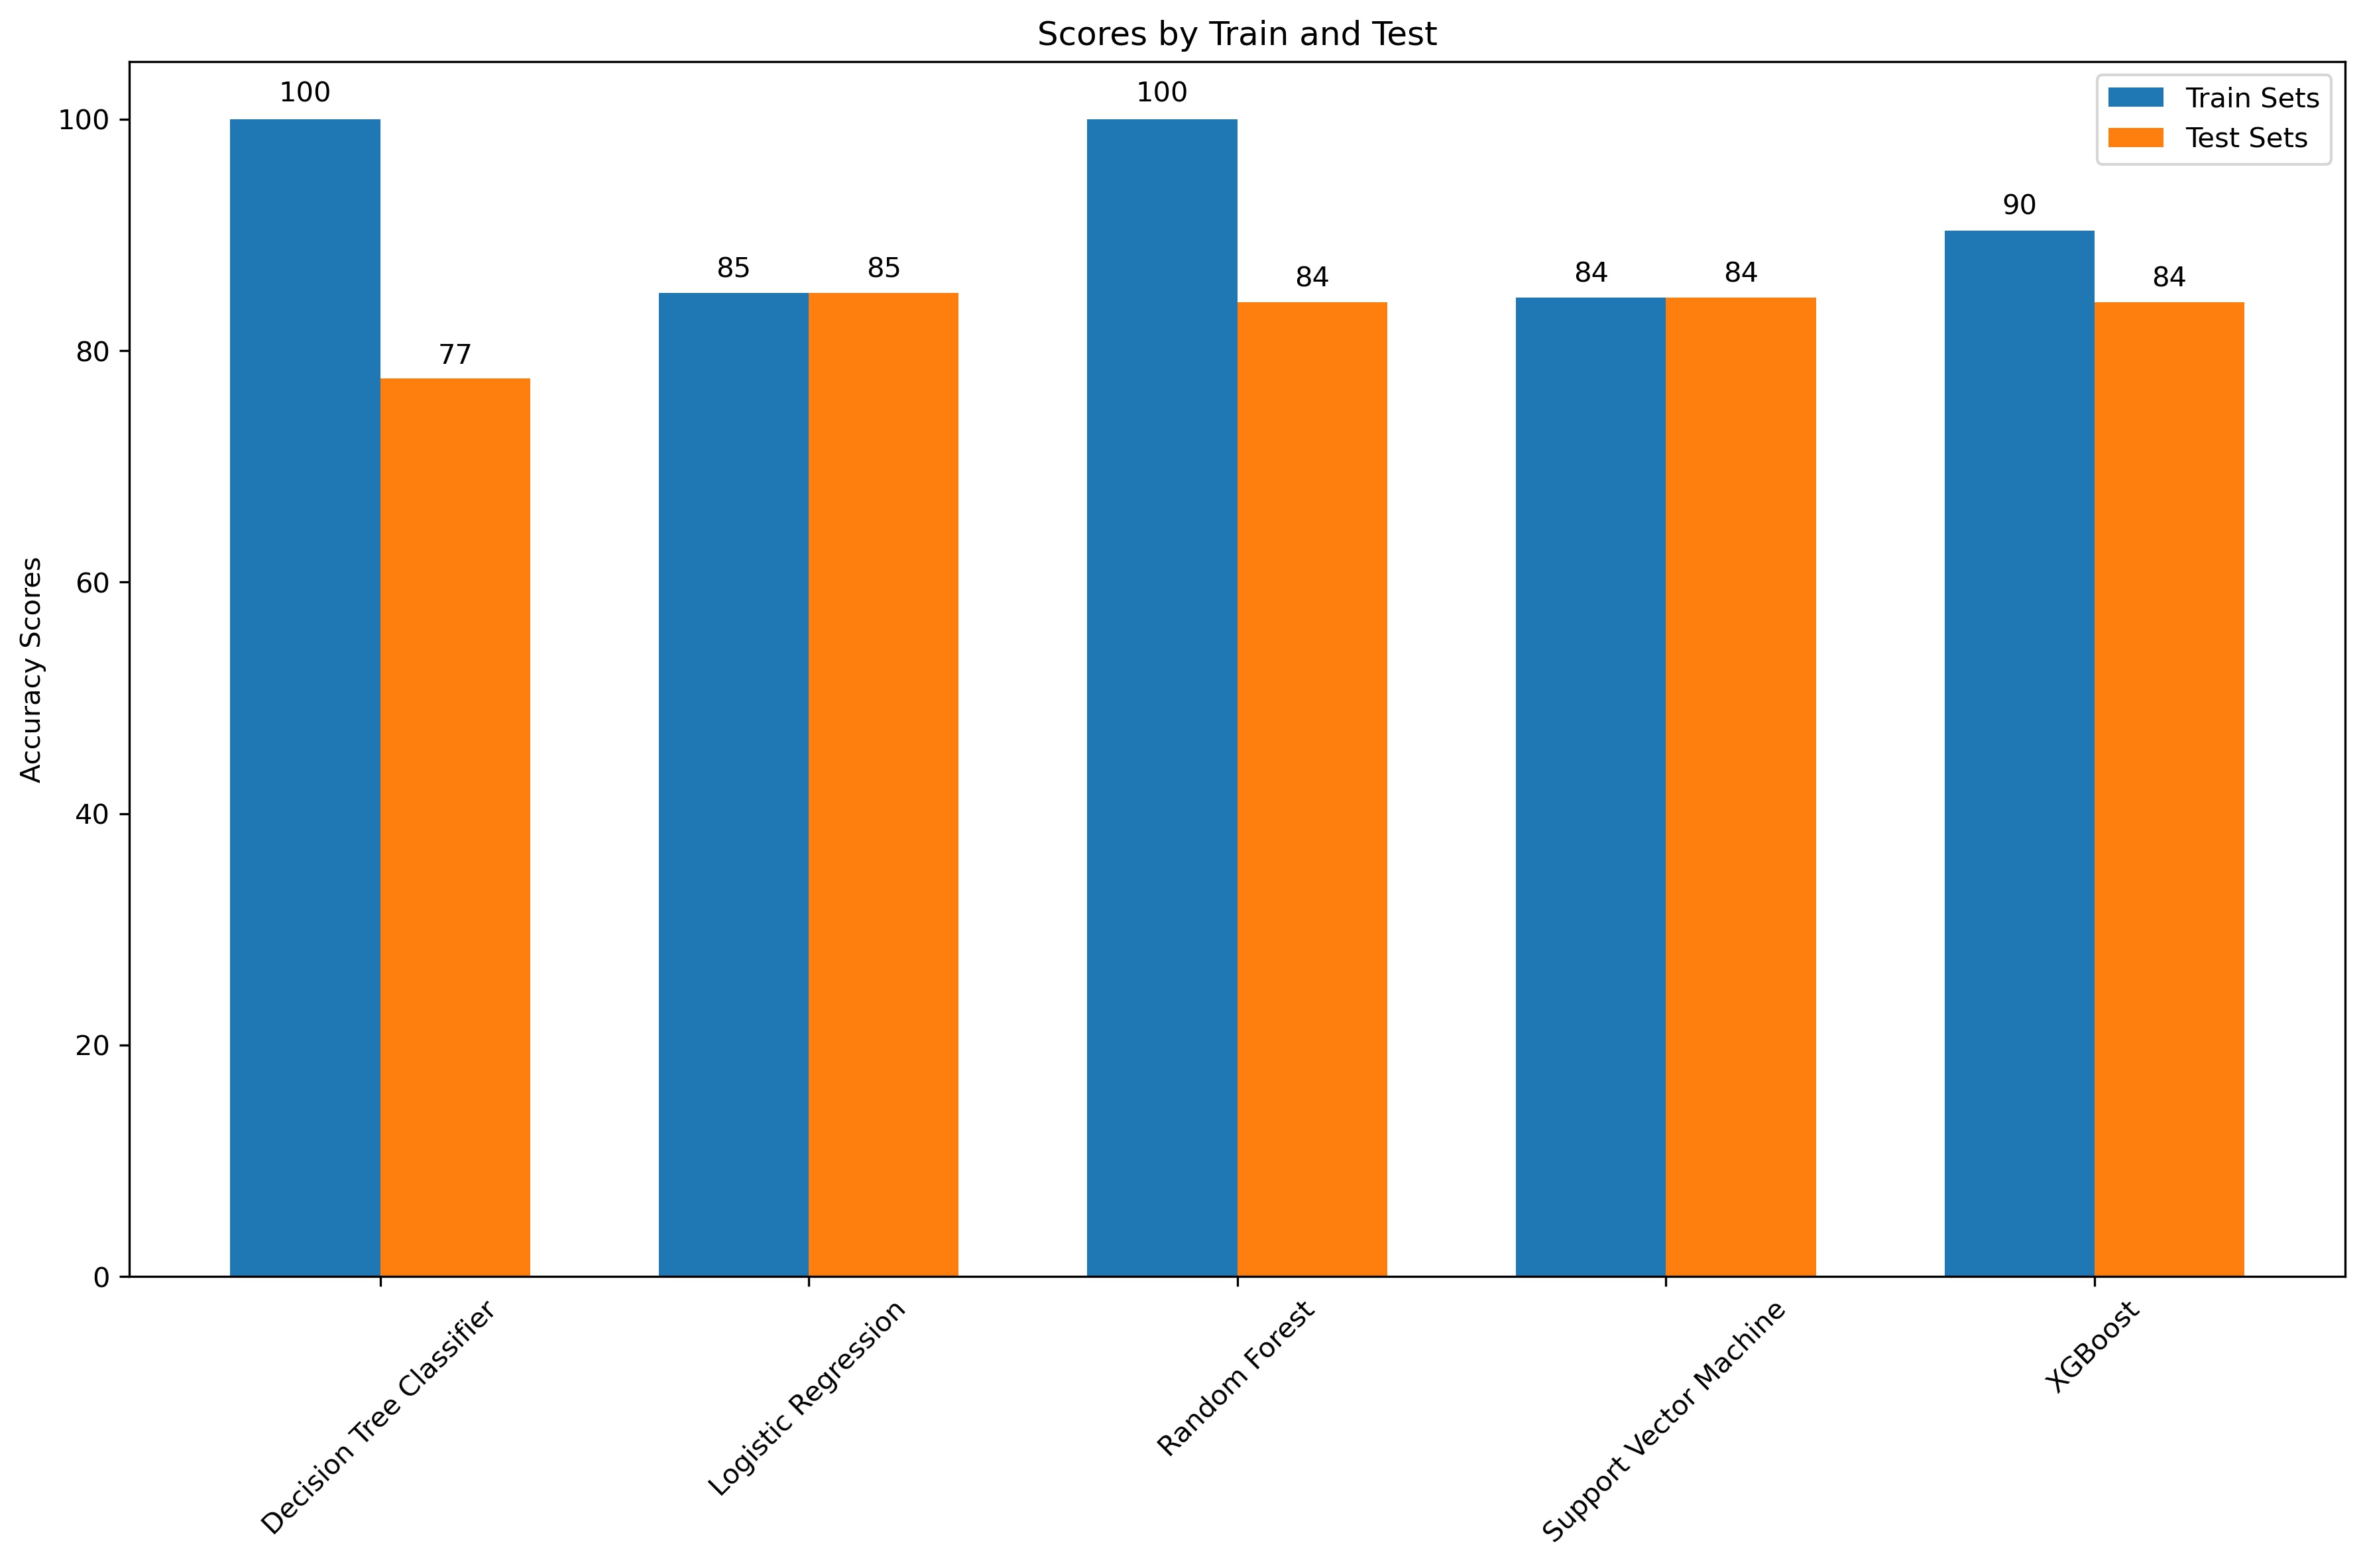 Scores by Train and Test
Train Sets
Test Sets
Accuracy Scores
100
80
60
40
20
0
100
77
85
85
100
84
84
84
90
84
Decision Tree Classifier
Logistic Regression
Random Forest
Support Vector Machine
XGBoost